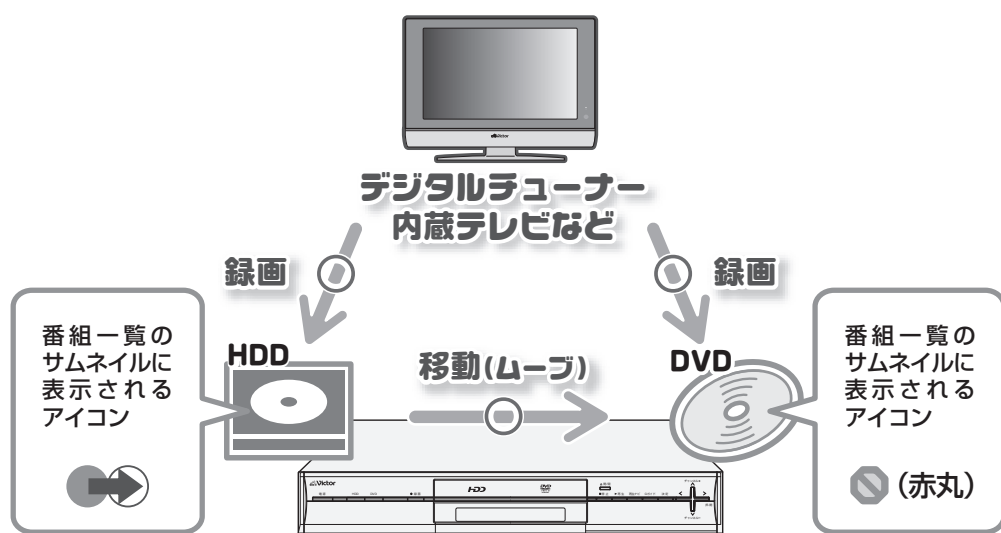 Victor
デジタルチューナー
内蔵テレビなど
録画
録画
番組一覧の
サムネイルに
表示される
アイコン
HDD
移動(ムーブ)
DVD
番組一覧の
サムネイルに
表示される
アイコン
(赤丸)
Victor
HDD
DVD